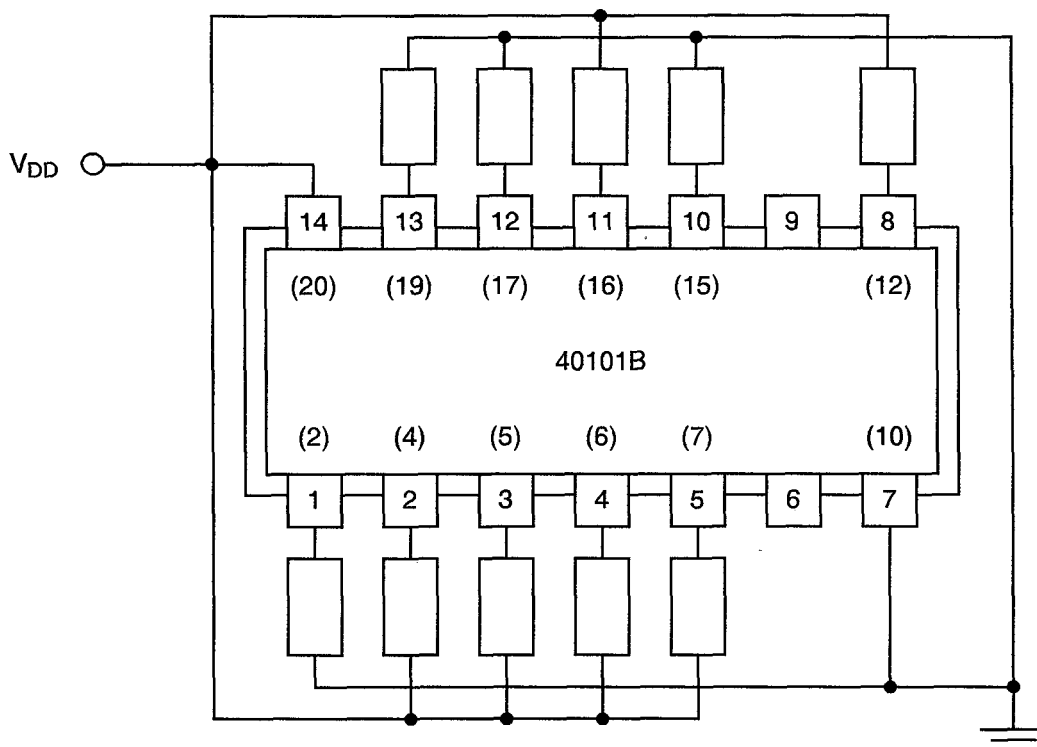 V_DD
14 13 12 11 10 9 8
(20) (19) (17) (16) (15) (12)
40101B
(2) (4) (5) (6) (7) (10)
1 2 3 4 5 6 7